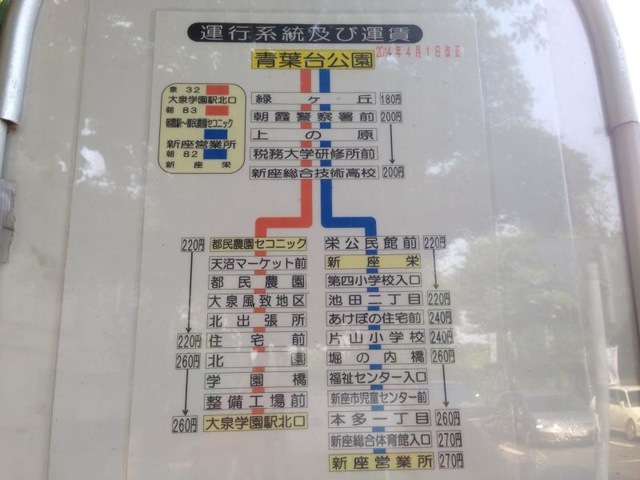 運行系統及び運賃
青葉台公園
2014年4月1日改正
泉32
大泉学園駅北口
朝83
朝霞駅～都民農園セコニック
新座営業所
朝82
新座栄
緑ヶ丘 180円
朝霞警察署前 200円
上の原
税務大学研修所前
新座総合技術高校 200円
220円 都民農園セコニック
天沼マーケット前
都民農園
大泉風致地区
北出張所
220円 住宅前
260円 北園
学園橋
整備工場前
260円 大泉学園駅北口
栄公民館前 220円
新座栄
第四小学校入口
池田二丁目 220円
あけぼの住宅前 240円
片山小学校 240円
堀の内橋 260円
福祉センター入口
新座市児童センター前
本多一丁目 260円
新座総合体育館入口 270円
新座営業所 270円